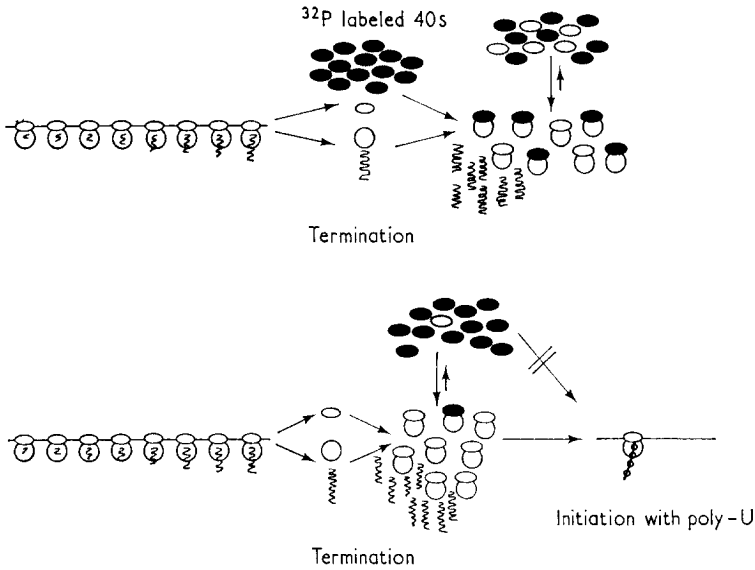 ³²P labeled 40s
Termination
Initiation with poly-U
Termination